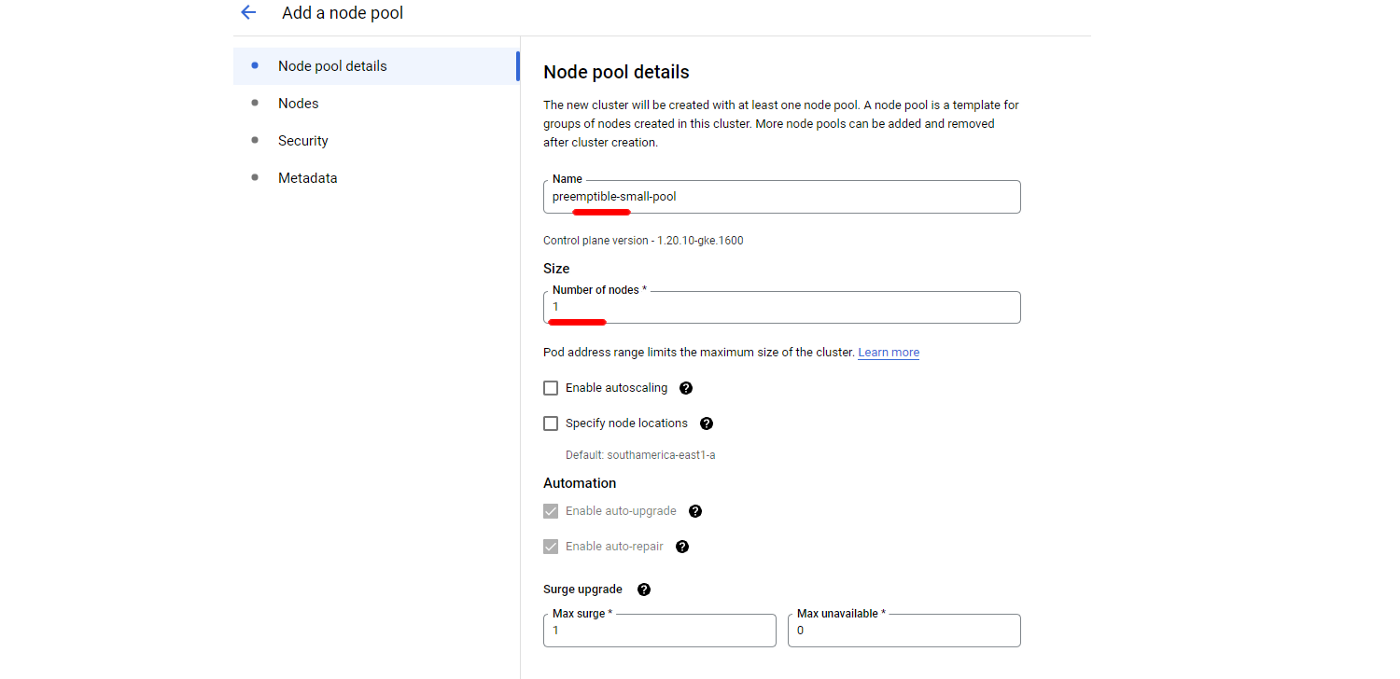 Add a node pool
Node pool details
Nodes
Security
Metadata
Node pool details
The new cluster will be created with at least one node pool. A node pool is a template for
groups of nodes created in this cluster. More node pools can be added and removed
after cluster creation.
Name
preemptible-small-pool
Control plane version - 1.20.10-gke.1600
Size
Number of nodes *
1
Pod address range limits the maximum size of the cluster. Learn more
Enable autoscaling ?
Specify node locations ?
Default: southamerica-east1-a
Automation
Enable auto-upgrade ?
Enable auto-repair ?
Surge upgrade ?
Max surge *
1
Max unavailable *
0